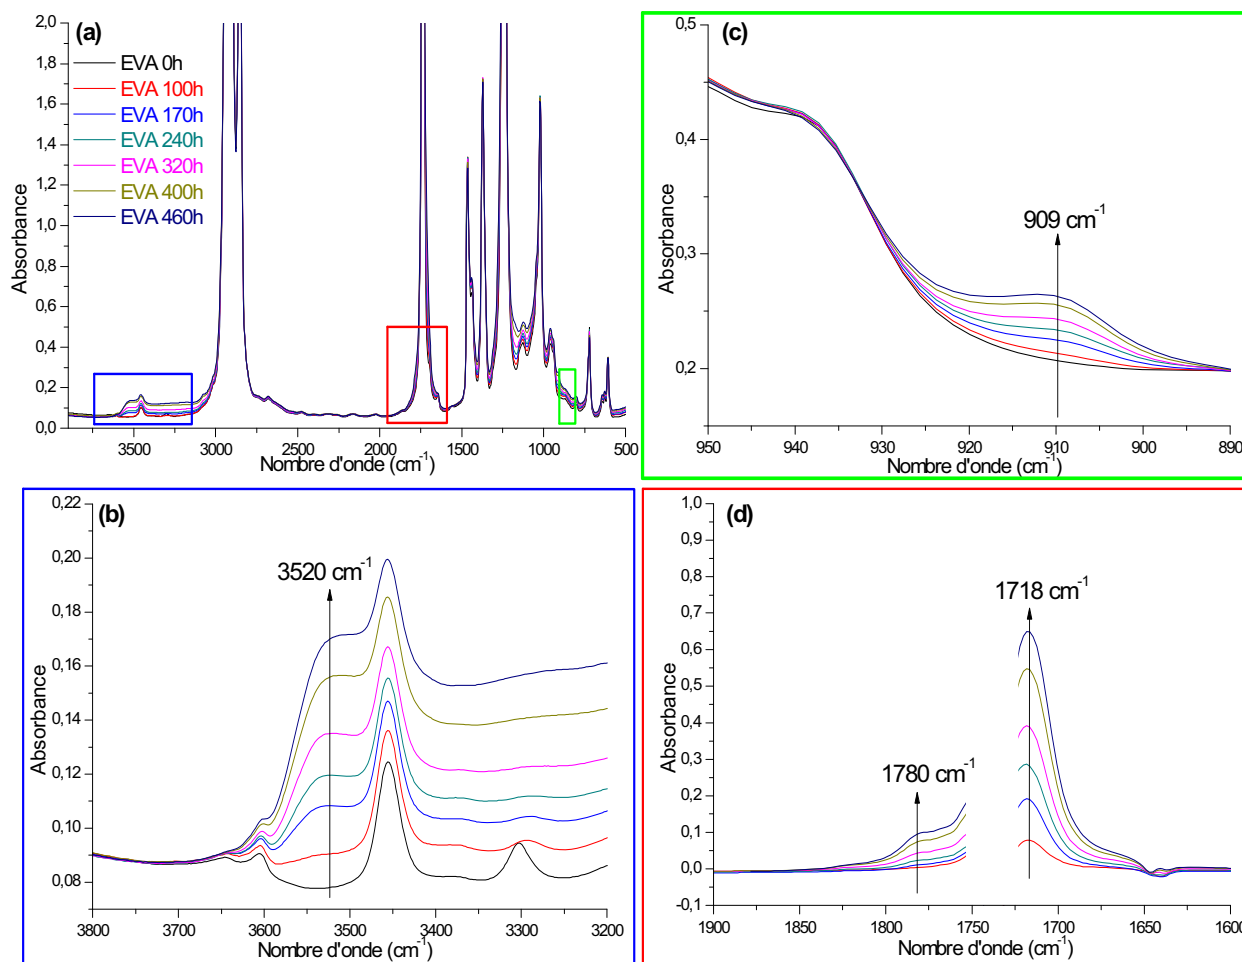 (a)
EVA 0h
EVA 100h
EVA 170h
EVA 240h
EVA 320h
EVA 400h
EVA 460h
2,0
1,8
1,6
1,4
1,2
1,0
0,8
0,6
0,4
0,2
0,0
Absorbance
3500 3000 2500 2000 1500 1000 500
Nombre d'onde (cm-1)
(c)
909 cm-1
0,5
0,4
0,3
0,2
Absorbance
950 940 930 920 910 900 890
Nombre d'onde (cm-1)
(b)
3520 cm-1
0,22
0,20
0,18
0,16
0,14
0,12
0,10
0,08
Absorbance
3800 3700 3600 3500 3400 3300 3200
Nombre d'onde (cm-1)
(d)
1718 cm-1
1780 cm-1
1,0
0,9
0,8
0,7
0,6
0,5
0,4
0,3
0,2
0,1
0,0
-0,1
Absorbance
1900 1850 1800 1750 1700 1650 1600
Nombre d'onde (cm-1)